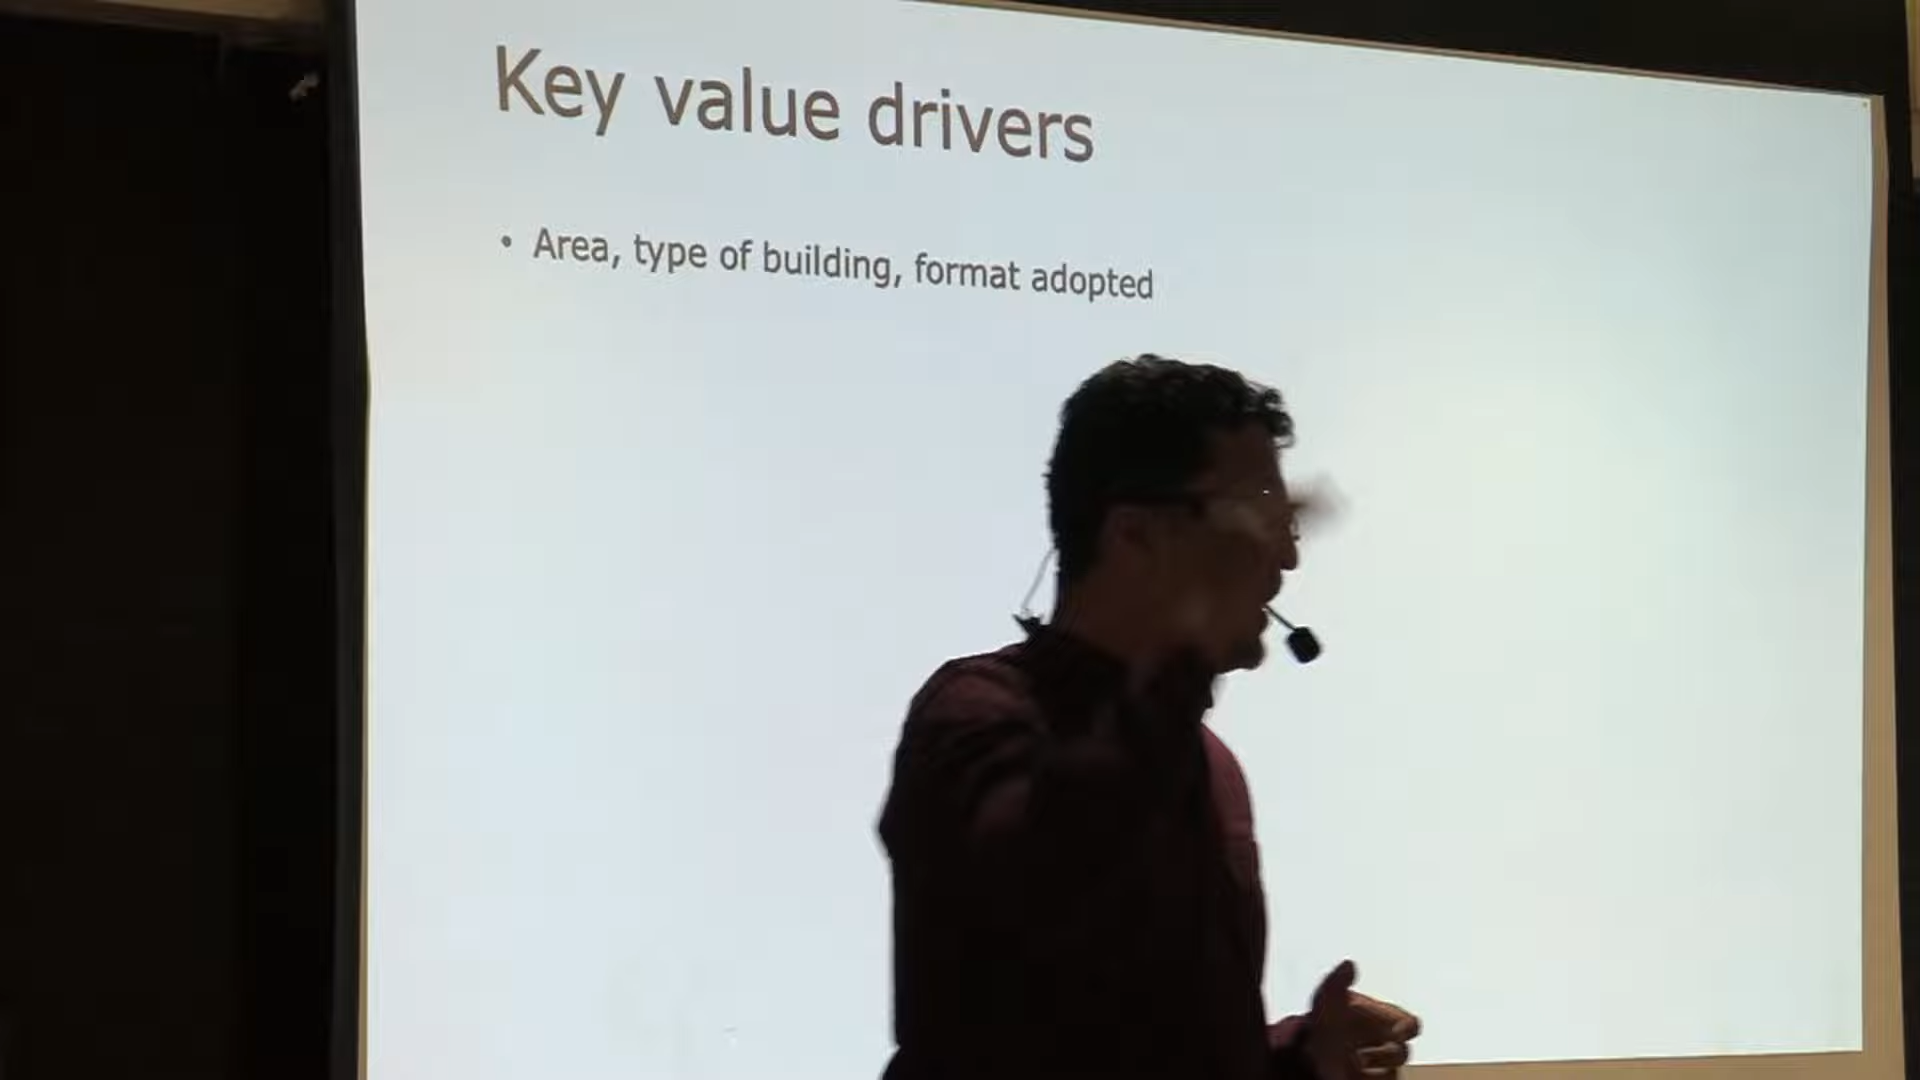 Key value drivers
• Area, type of building, format adopted